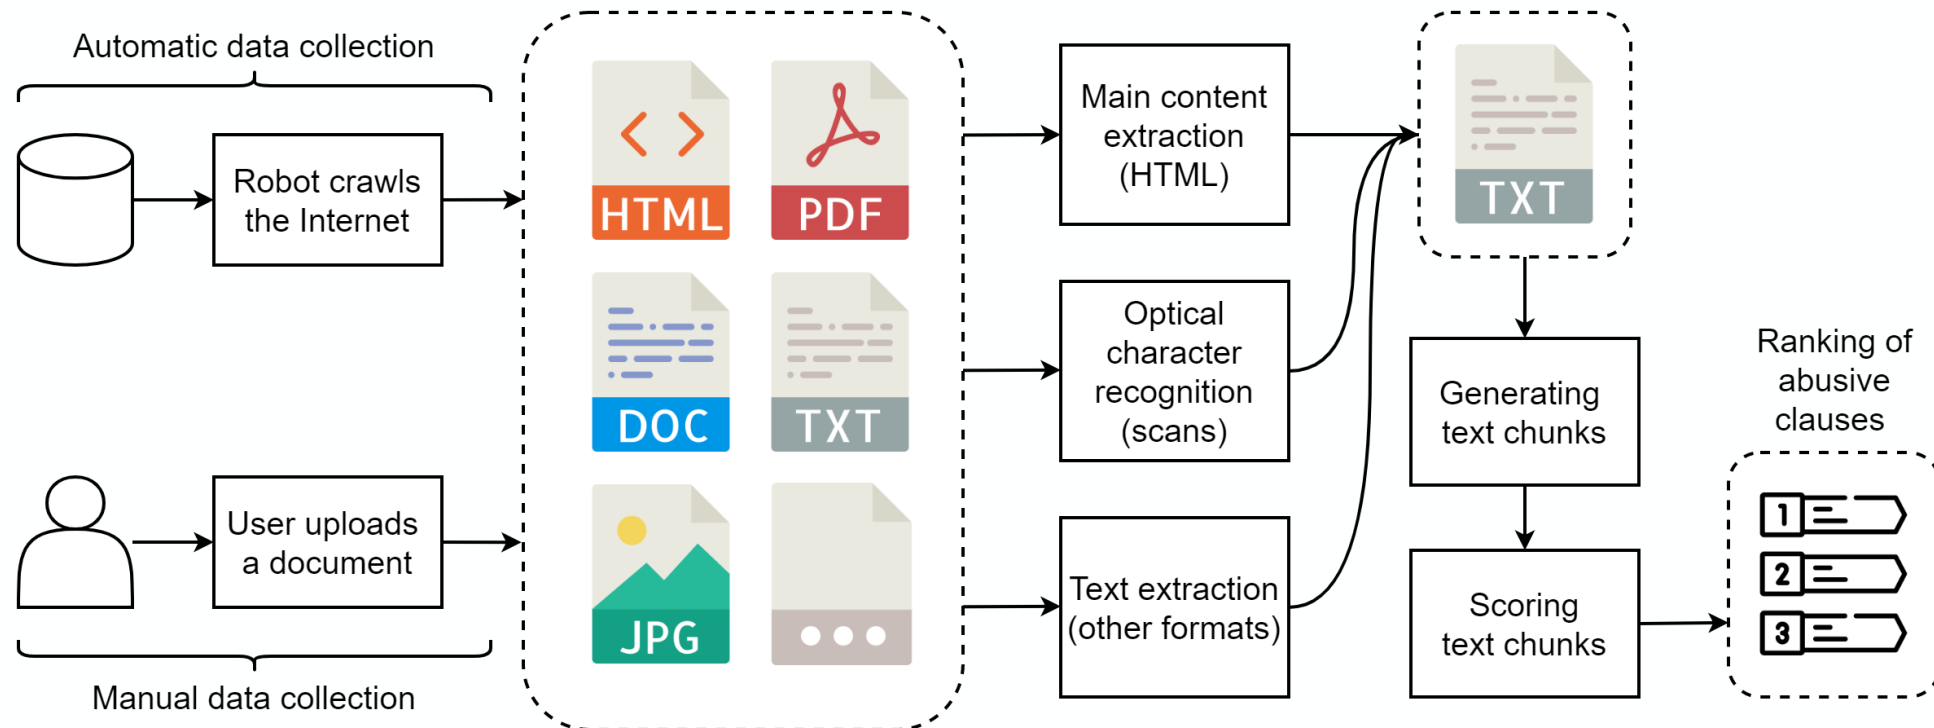 Automatic data collection
Robot crawls
the Internet
User uploads
a document
Manual data collection
HTML
PDF
DOC
TXT
JPG
Main content
extraction
(HTML)
Optical
character
recognition
(scans)
Text extraction
(other formats)
TXT
Generating
text chunks
Scoring
text chunks
Ranking of
abusive
clauses
1
2
3